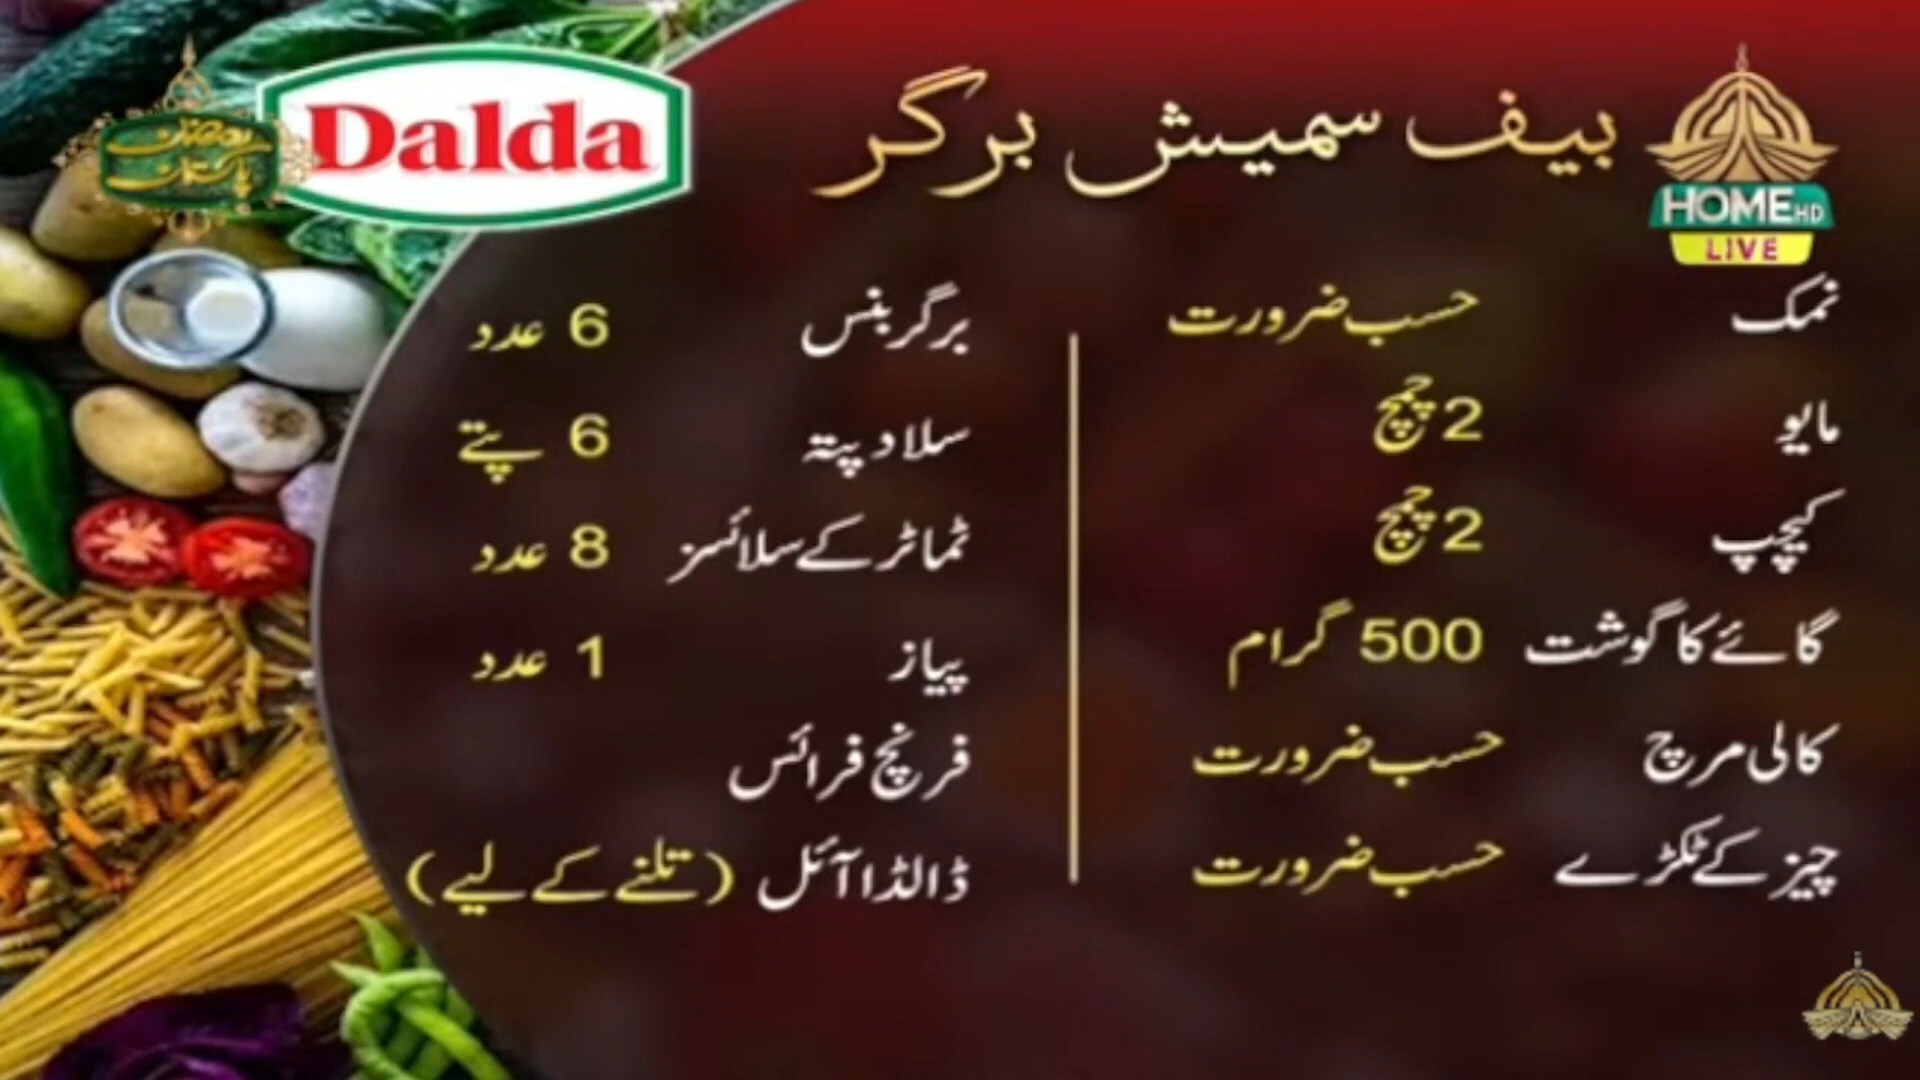 رمضان
پاکستان
Dalda
بیف سمیش برگر
HOME HD
LIVE
نمک حسب ضرورت
مایو 2 چمچ
کیچپ 2 چمچ
گائے کا گوشت 500 گرام
کالی مرچ حسب ضرورت
چیز کے ٹکڑے حسب ضرورت
برگر بنس 6 عدد
سلاد پتہ 6 پتے
ٹماٹر کے سلائسز 8 عدد
پیاز 1 عدد
فرنچ فرائس
ڈالڈا آئل (تلنے کے لیے)